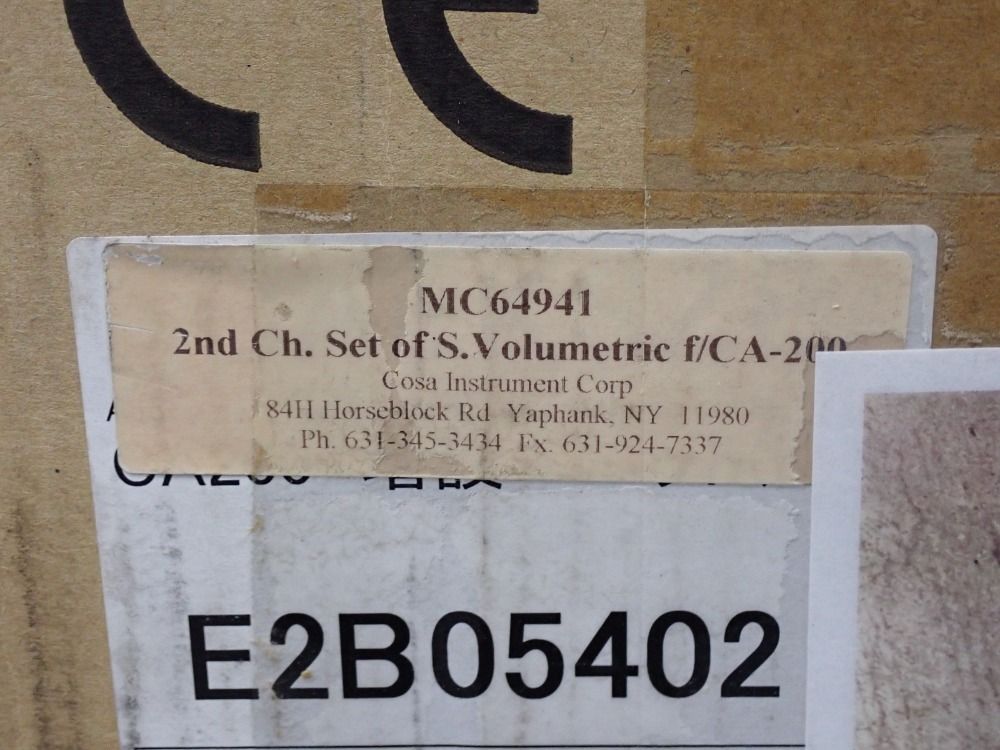 CE
MC64941
2nd Ch. Set of S.Volumetric f/CA-200
Cosa Instrument Corp
84H Horseblock Rd Yaphank, NY 11980
Ph. 631-345-3434 Fx. 631-924-7337
E2B05402